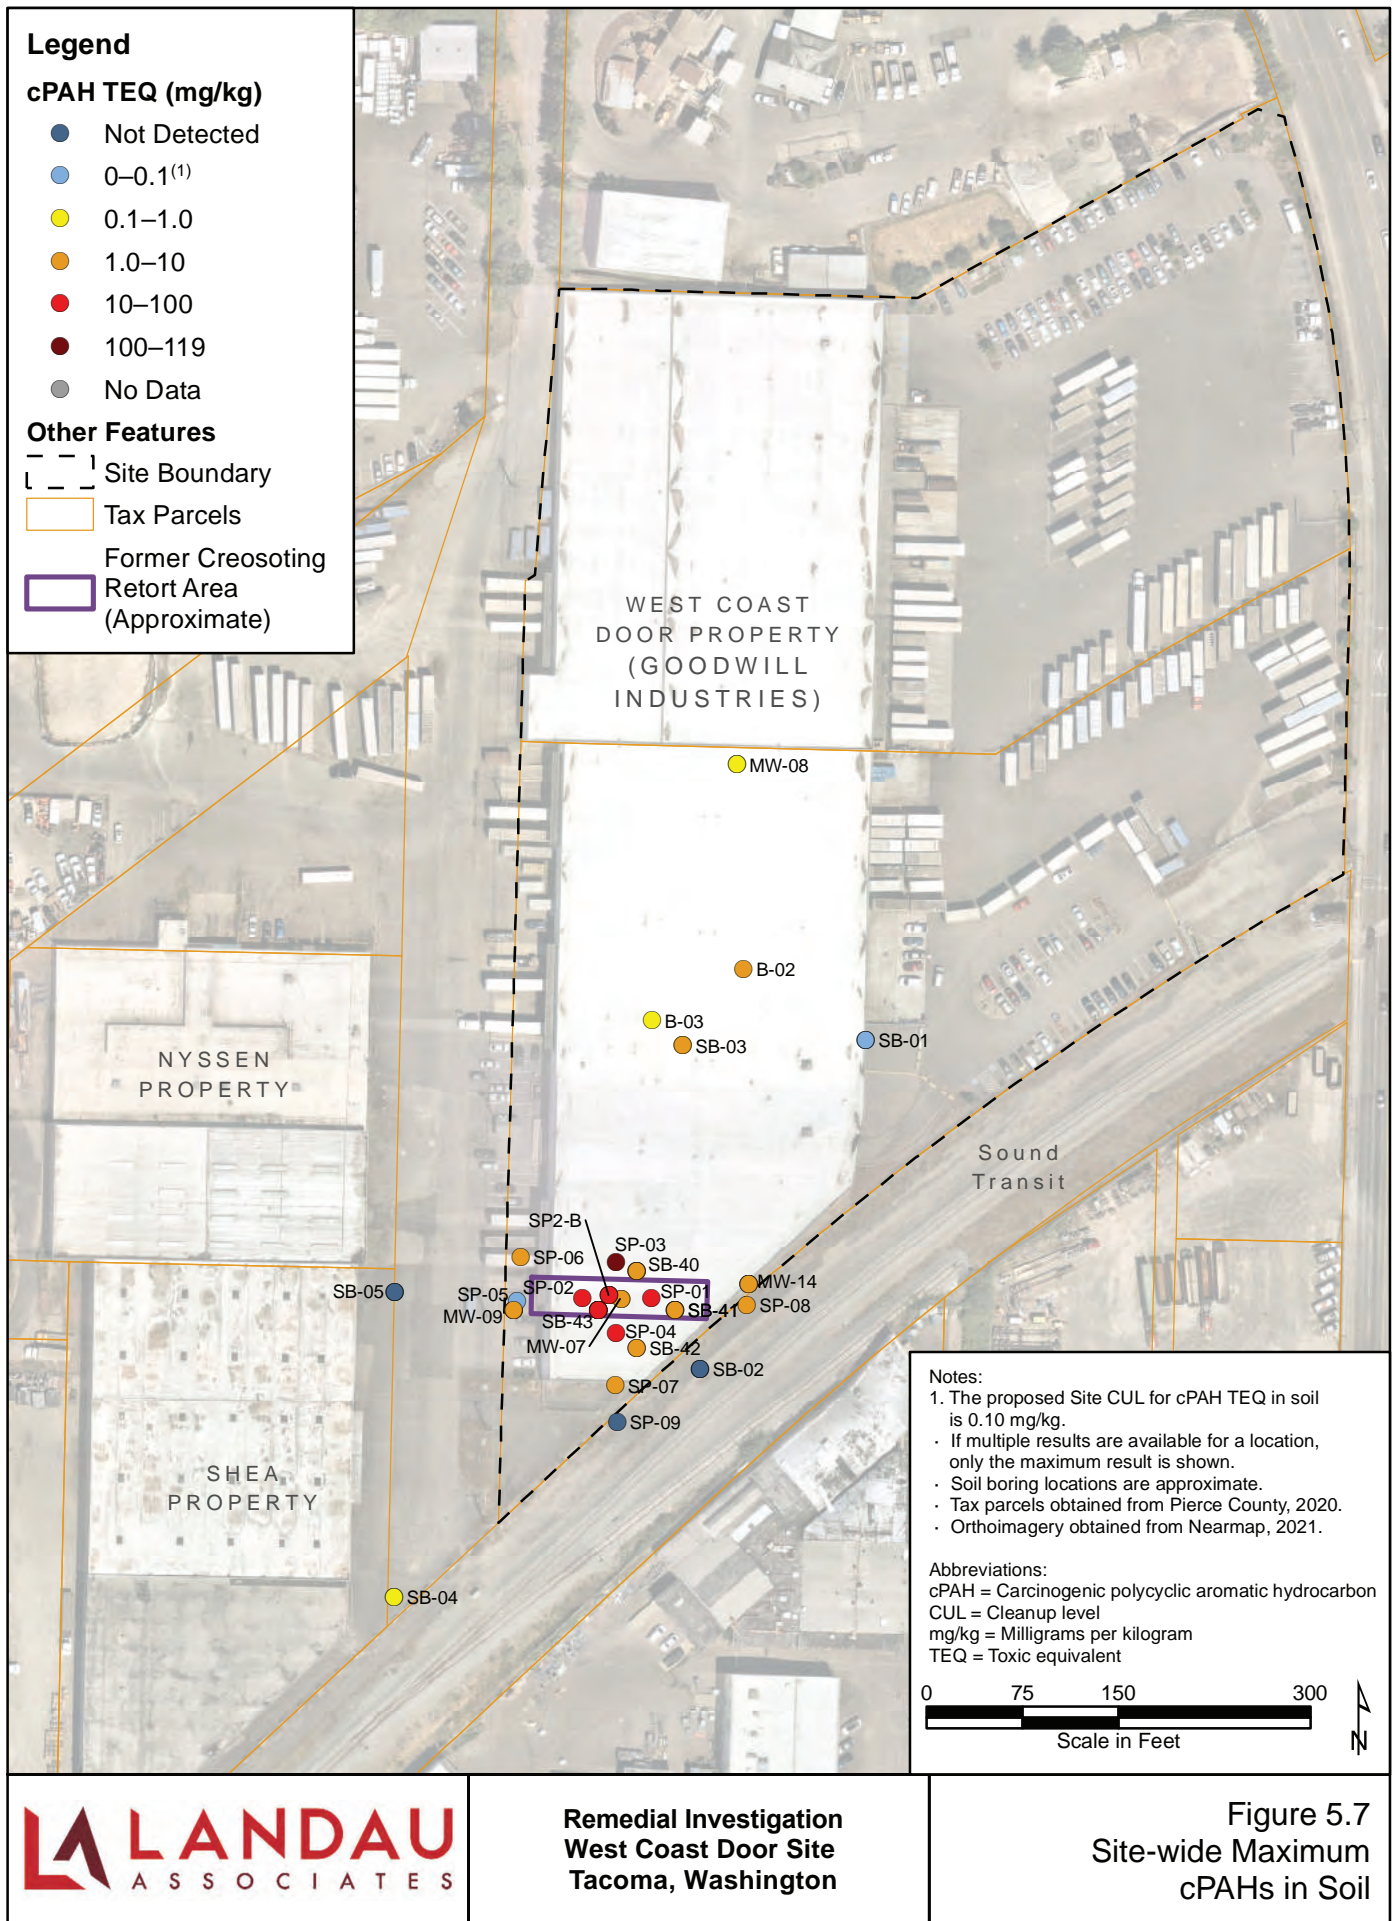 Legend
cPAH TEQ (mg/kg)
Not Detected
0–0.1(1)
0.1–1.0
1.0–10
10–100
100–119
No Data
Other Features
Site Boundary
Tax Parcels
Former Creosoting
Retort Area
(Approximate)
WEST COAST
DOOR PROPERTY
(GOODWILL
INDUSTRIES)
MW-08
B-02
B-03
SB-03
SB-01
NYSSEN
PROPERTY
Sound
Transit
SP2-B
SP-03
SP-06
SB-40
MW-14
SB-05
SP-05
SP-02
SP-01
SP-08
MW-09
SB-43
SB-41
SP-04
MW-07
SB-42
SB-02
SP-07
SP-09
SHEA
PROPERTY
SB-04
Notes:
1. The proposed Site CUL for cPAH TEQ in soil
is 0.10 mg/kg.
· If multiple results are available for a location,
only the maximum result is shown.
· Soil boring locations are approximate.
· Tax parcels obtained from Pierce County, 2020.
· Orthoimagery obtained from Nearmap, 2021.
Abbreviations:
cPAH = Carcinogenic polycyclic aromatic hydrocarbon
CUL = Cleanup level
mg/kg = Milligrams per kilogram
TEQ = Toxic equivalent
0 75 150 300
Scale in Feet
N
LANDAU
ASSOCIATES
Remedial Investigation
West Coast Door Site
Tacoma, Washington
Figure 5.7
Site-wide Maximum
cPAHs in Soil